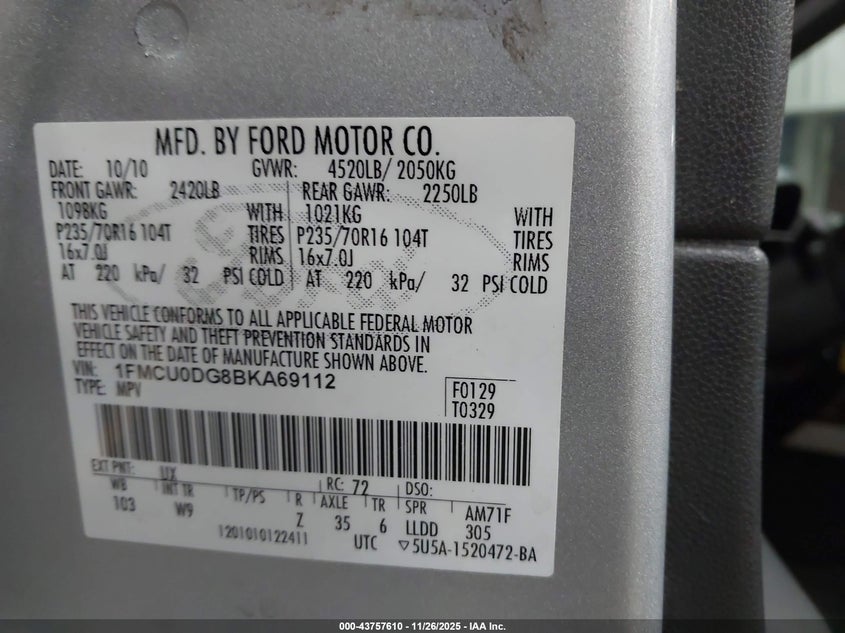 MFD. BY FORD MOTOR CO.
DATE: 10/10 GVWR: 4520LB/ 2050KG
FRONT GAWR: 2420LB REAR GAWR: 2250LB
1098KG WITH 1021KG WITH
P235/70R16 104T TIRES P235/70R16 104T TIRES
16x7.0J RIMS 16x7.0J RIMS
AT 220 kPa/ 32 PSI COLD AT 220 kPa/ 32 PSI COLD
THIS VEHICLE CONFORMS TO ALL APPLICABLE FEDERAL MOTOR
VEHICLE SAFETY AND THEFT PREVENTION STANDARDS IN
EFFECT ON THE DATE OF MANUFACTURE SHOWN ABOVE.
VIN: 1FMCU0DG8BKA69112
TYPE: MPV
F0129
T0329
EXT PNT: UX RC: 72 DSO:
WB INT TR TP/PS R AXLE TR SPR AM71F
103 W9 Z 35 6 LLDD 305
1201010122411 UTC ▽5U5A-1520472-BA
000-43757610 - 11/26/2025 - IAA Inc.